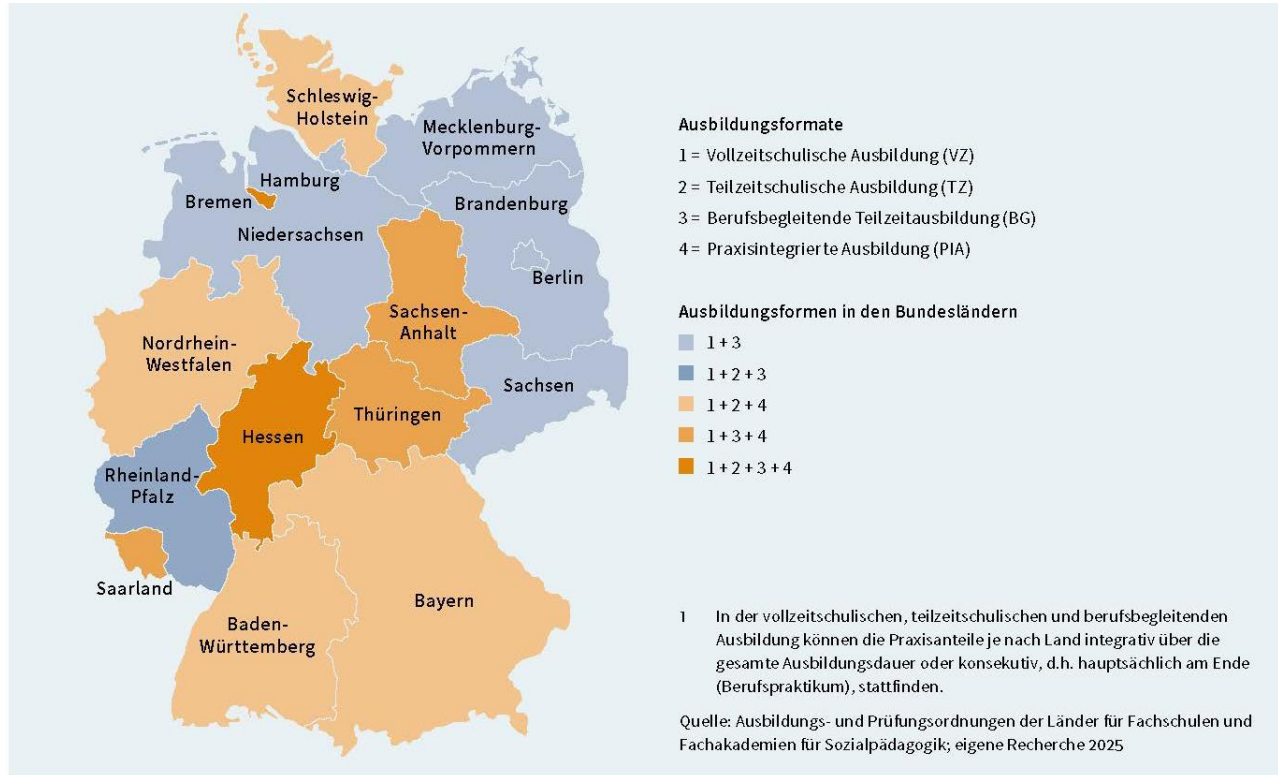 Schleswig-
Holstein
Mecklenburg-
Vorpommern
Hamburg
Bremen
Brandenburg
Niedersachsen
Berlin
Sachsen-
Anhalt
Nordrhein-
Westfalen
Sachsen
Thüringen
Hessen
Rheinland-
Pfalz
Saarland
Bayern
Baden-
Württemberg
Ausbildungsformate
1 = Vollzeitschulische Ausbildung (VZ)
2 = Teilzeitschulische Ausbildung (TZ)
3 = Berufsbegleitende Teilzeitausbildung (BG)
4 = Praxisintegrierte Ausbildung (PIA)
Ausbildungsformen in den Bundesländern
1 + 3
1 + 2 + 3
1 + 2 + 4
1 + 3 + 4
1 + 2 + 3 + 4
1 In der vollzeitschulischen, teilzeitschulischen und berufsbegleitenden
Ausbildung können die Praxisanteile je nach Land integrativ über die
gesamte Ausbildungsdauer oder konsekutiv, d.h. hauptsächlich am Ende
(Berufspraktikum), stattfinden.
Quelle: Ausbildungs- und Prüfungsordnungen der Länder für Fachschulen und
Fachakademien für Sozialpädagogik; eigene Recherche 2025